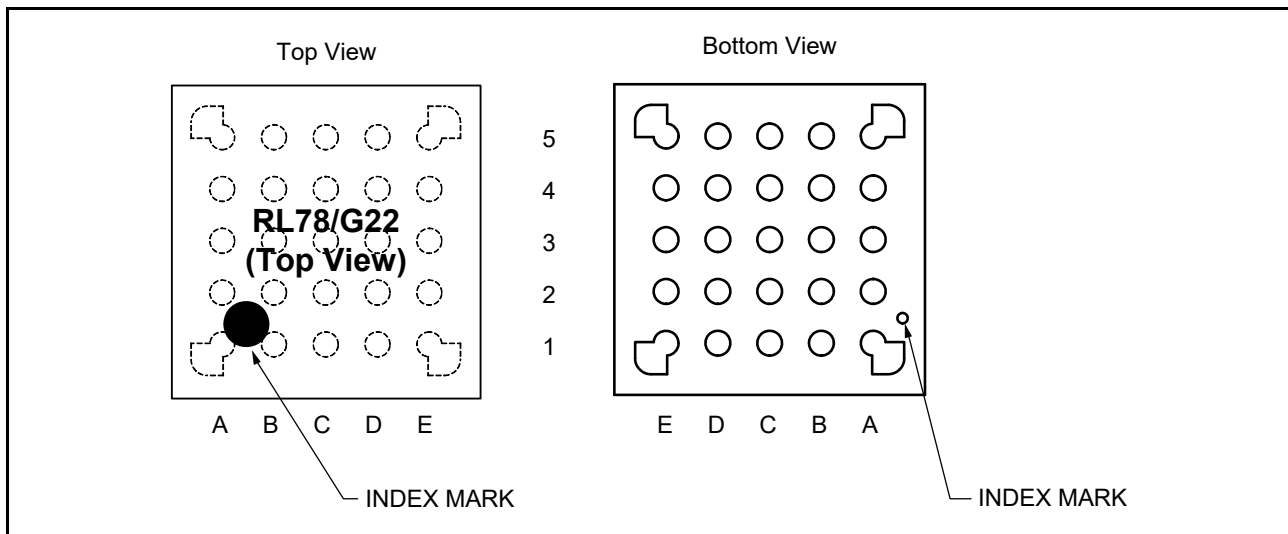 Top View
Bottom View
5
4
3
2
1
RL78/G22
(Top View)
A B C D E
E D C B A
INDEX MARK
INDEX MARK